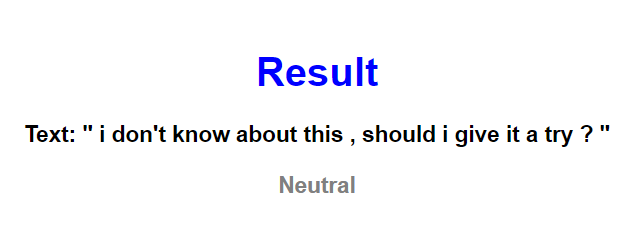 Result
Text: " i don't know about this , should i give it a try ? "
Neutral